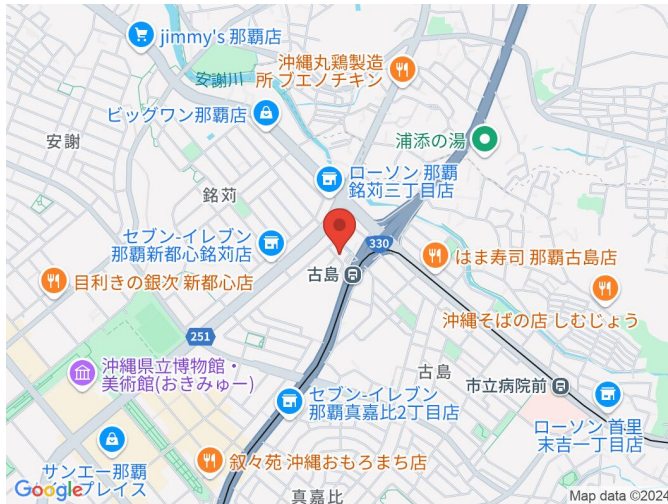 jimmy's 那覇店
安謝川
沖縄丸鶏製造
所 ブエノチキン
ビッグワン那覇店
安謝
浦添の湯
ローソン 那覇
銘苅三丁目店
銘苅
セブン-イレブン
那覇新都心銘苅店
330
はま寿司 那覇古島店
古島
目利きの銀次 新都心店
沖縄そばの店 しむじょう
251
沖縄県立博物館・
美術館(おきみゅー)
古島
市立病院前
セブン-イレブン
那覇真嘉比2丁目店
ローソン 首里
末吉一丁目店
サンエー那覇
プレイス
叙々苑 沖縄おもろまち店
真嘉比
Google
Map data ©2024